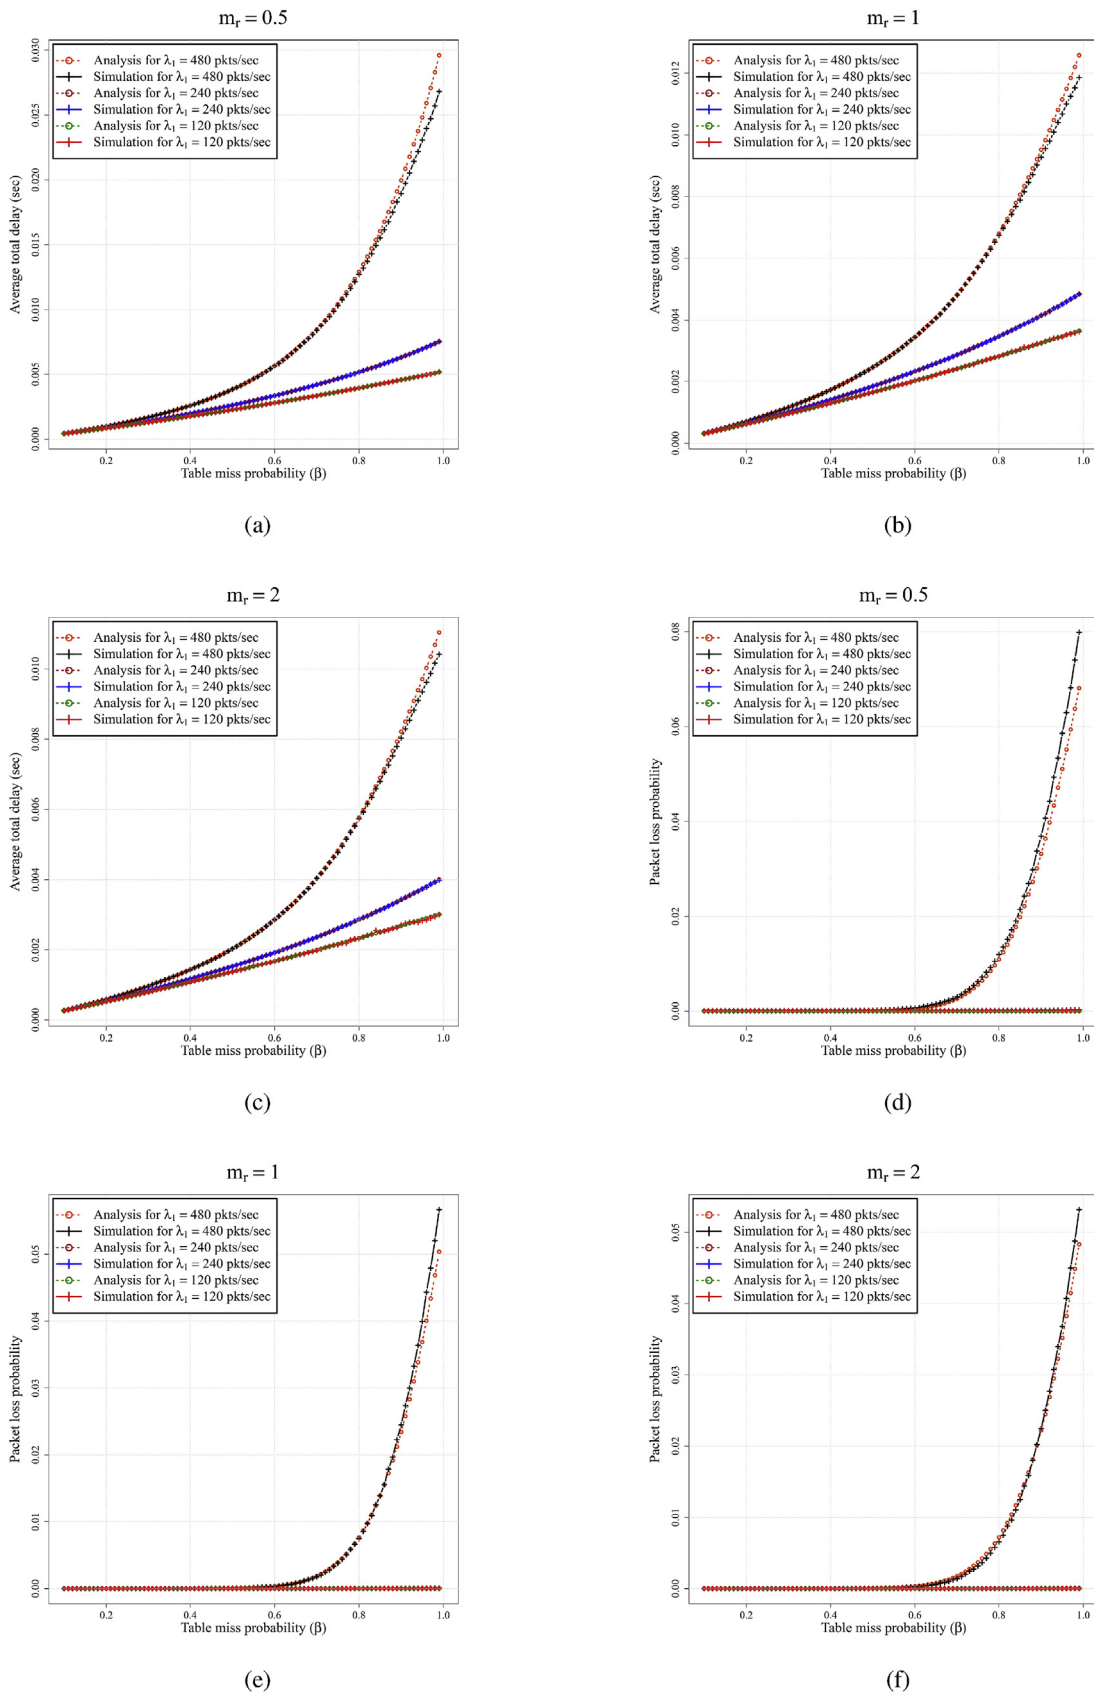 m_r = 0.5
Average total delay (sec)
0.030
0.025
0.020
0.015
0.010
0.005
0.000
Analysis for λ₁ = 480 pkts/sec
Simulation for λ₁ = 480 pkts/sec
Analysis for λ₁ = 240 pkts/sec
Simulation for λ₁ = 240 pkts/sec
Analysis for λ₁ = 120 pkts/sec
Simulation for λ₁ = 120 pkts/sec
0.2 0.4 0.6 0.8 1.0
Table miss probability (β)
(a)
m_r = 1
Average total delay (sec)
0.012
0.010
0.008
0.006
0.004
0.002
0.000
Analysis for λ₁ = 480 pkts/sec
Simulation for λ₁ = 480 pkts/sec
Analysis for λ₁ = 240 pkts/sec
Simulation for λ₁ = 240 pkts/sec
Analysis for λ₁ = 120 pkts/sec
Simulation for λ₁ = 120 pkts/sec
0.2 0.4 0.6 0.8 1.0
Table miss probability (β)
(b)
m_r = 2
Average total delay (sec)
0.010
0.008
0.006
0.004
0.002
0.000
Analysis for λ₁ = 480 pkts/sec
Simulation for λ₁ = 480 pkts/sec
Analysis for λ₁ = 240 pkts/sec
Simulation for λ₁ = 240 pkts/sec
Analysis for λ₁ = 120 pkts/sec
Simulation for λ₁ = 120 pkts/sec
0.2 0.4 0.6 0.8 1.0
Table miss probability (β)
(c)
m_r = 0.5
Packet loss probability
0.08
0.06
0.04
0.02
0.00
Analysis for λ₁ = 480 pkts/sec
Simulation for λ₁ = 480 pkts/sec
Analysis for λ₁ = 240 pkts/sec
Simulation for λ₁ = 240 pkts/sec
Analysis for λ₁ = 120 pkts/sec
Simulation for λ₁ = 120 pkts/sec
0.2 0.4 0.6 0.8 1.0
Table miss probability (β)
(d)
m_r = 1
Packet loss probability
0.05
0.04
0.03
0.02
0.01
0.00
Analysis for λ₁ = 480 pkts/sec
Simulation for λ₁ = 480 pkts/sec
Analysis for λ₁ = 240 pkts/sec
Simulation for λ₁ = 240 pkts/sec
Analysis for λ₁ = 120 pkts/sec
Simulation for λ₁ = 120 pkts/sec
0.2 0.4 0.6 0.8 1.0
Table miss probability (β)
(e)
m_r = 2
Packet loss probability
0.05
0.04
0.03
0.02
0.01
0.00
Analysis for λ₁ = 480 pkts/sec
Simulation for λ₁ = 480 pkts/sec
Analysis for λ₁ = 240 pkts/sec
Simulation for λ₁ = 240 pkts/sec
Analysis for λ₁ = 120 pkts/sec
Simulation for λ₁ = 120 pkts/sec
0.2 0.4 0.6 0.8 1.0
Table miss probability (β)
(f)